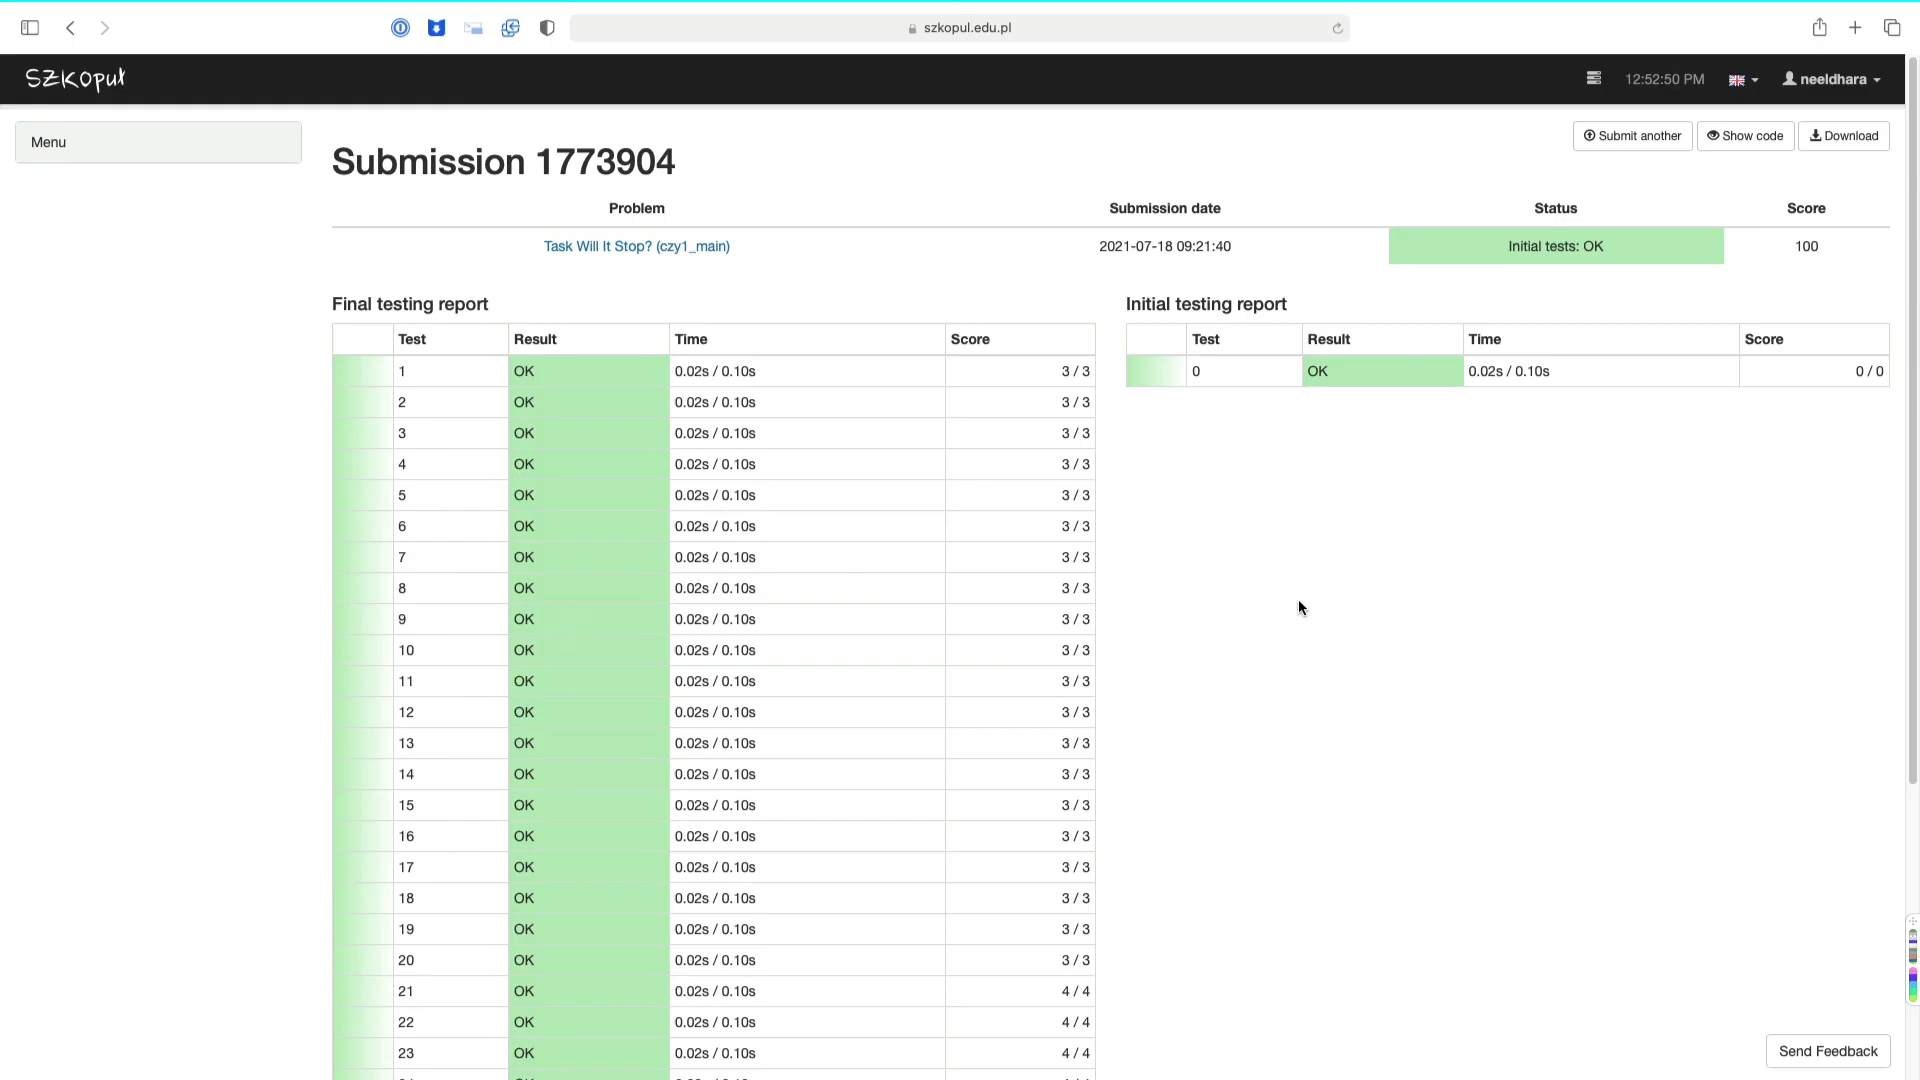 szkopul.edu.pl
SZKOpuł
12:52:50 PM
neeldhara
Menu
Submit another
Show code
Download
Submission 1773904
Problem Submission date Status Score
Task Will It Stop? (czy1_main) 2021-07-18 09:21:40 Initial tests: OK 100
Final testing report
Test Result Time Score
1 OK 0.02s / 0.10s 3 / 3
2 OK 0.02s / 0.10s 3 / 3
3 OK 0.02s / 0.10s 3 / 3
4 OK 0.02s / 0.10s 3 / 3
5 OK 0.02s / 0.10s 3 / 3
6 OK 0.02s / 0.10s 3 / 3
7 OK 0.02s / 0.10s 3 / 3
8 OK 0.02s / 0.10s 3 / 3
9 OK 0.02s / 0.10s 3 / 3
10 OK 0.02s / 0.10s 3 / 3
11 OK 0.02s / 0.10s 3 / 3
12 OK 0.02s / 0.10s 3 / 3
13 OK 0.02s / 0.10s 3 / 3
14 OK 0.02s / 0.10s 3 / 3
15 OK 0.02s / 0.10s 3 / 3
16 OK 0.02s / 0.10s 3 / 3
17 OK 0.02s / 0.10s 3 / 3
18 OK 0.02s / 0.10s 3 / 3
19 OK 0.02s / 0.10s 3 / 3
20 OK 0.02s / 0.10s 3 / 3
21 OK 0.02s / 0.10s 4 / 4
22 OK 0.02s / 0.10s 4 / 4
23 OK 0.02s / 0.10s 4 / 4
Initial testing report
Test Result Time Score
0 OK 0.02s / 0.10s 0 / 0
Send Feedback